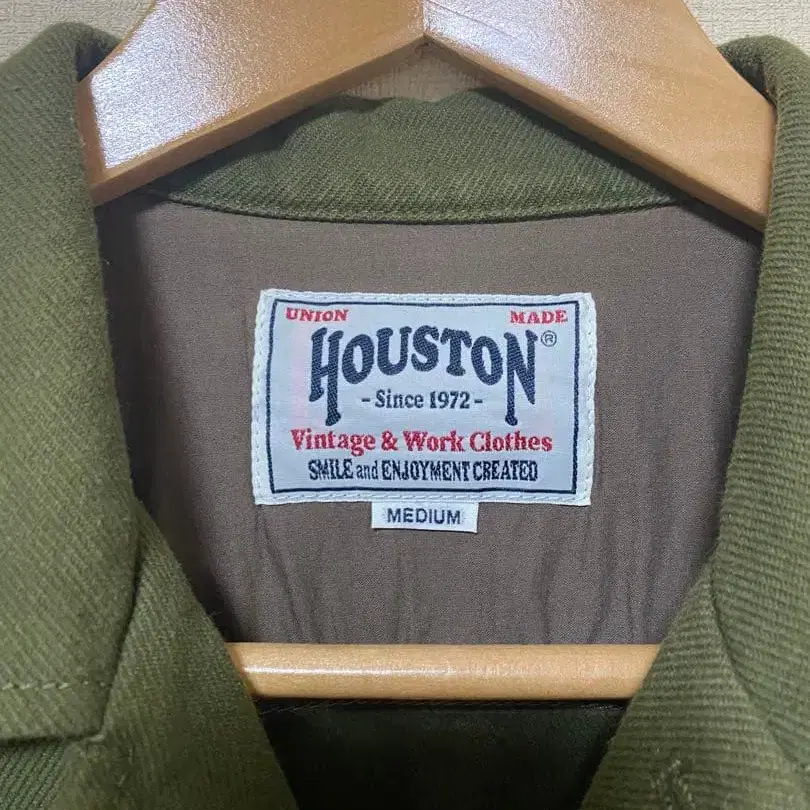 UNION MADE
HOUSTON®
- Since 1972 -
Vintage & Work Clothes
SMILE and ENJOYMENT CREATED
MEDIUM